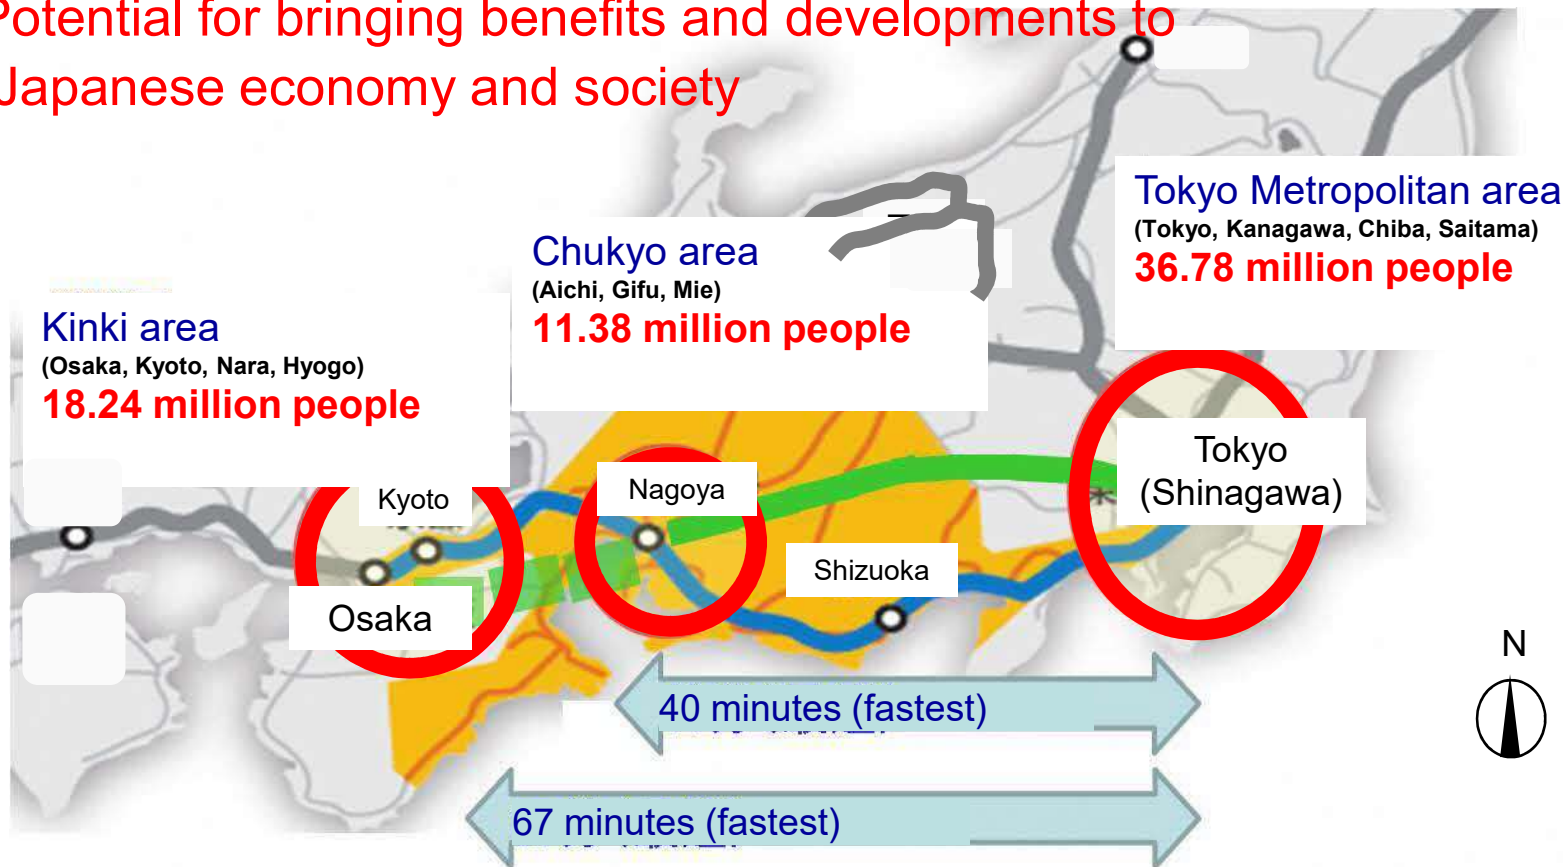 Potential for bringing benefits and developments to
Japanese economy and society
Tokyo Metropolitan area
(Tokyo, Kanagawa, Chiba, Saitama)
36.78 million people
Chukyo area
(Aichi, Gifu, Mie)
11.38 million people
Kinki area
(Osaka, Kyoto, Nara, Hyogo)
18.24 million people
Tokyo
(Shinagawa)
Nagoya
Kyoto
Shizuoka
Osaka
N
40 minutes (fastest)
67 minutes (fastest)